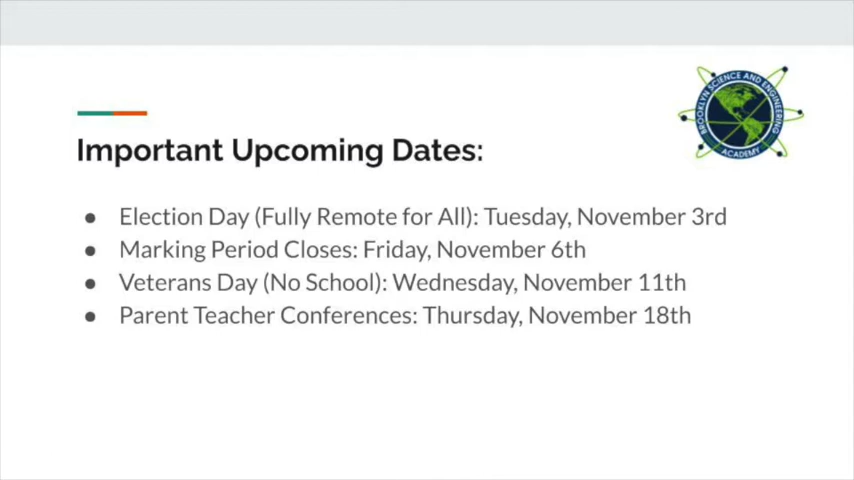 BROOKLYN SCIENCE AND ENGINEERING
ACADEMY
Important Upcoming Dates:
● Election Day (Fully Remote for All): Tuesday, November 3rd
● Marking Period Closes: Friday, November 6th
● Veterans Day (No School): Wednesday, November 11th
● Parent Teacher Conferences: Thursday, November 18th